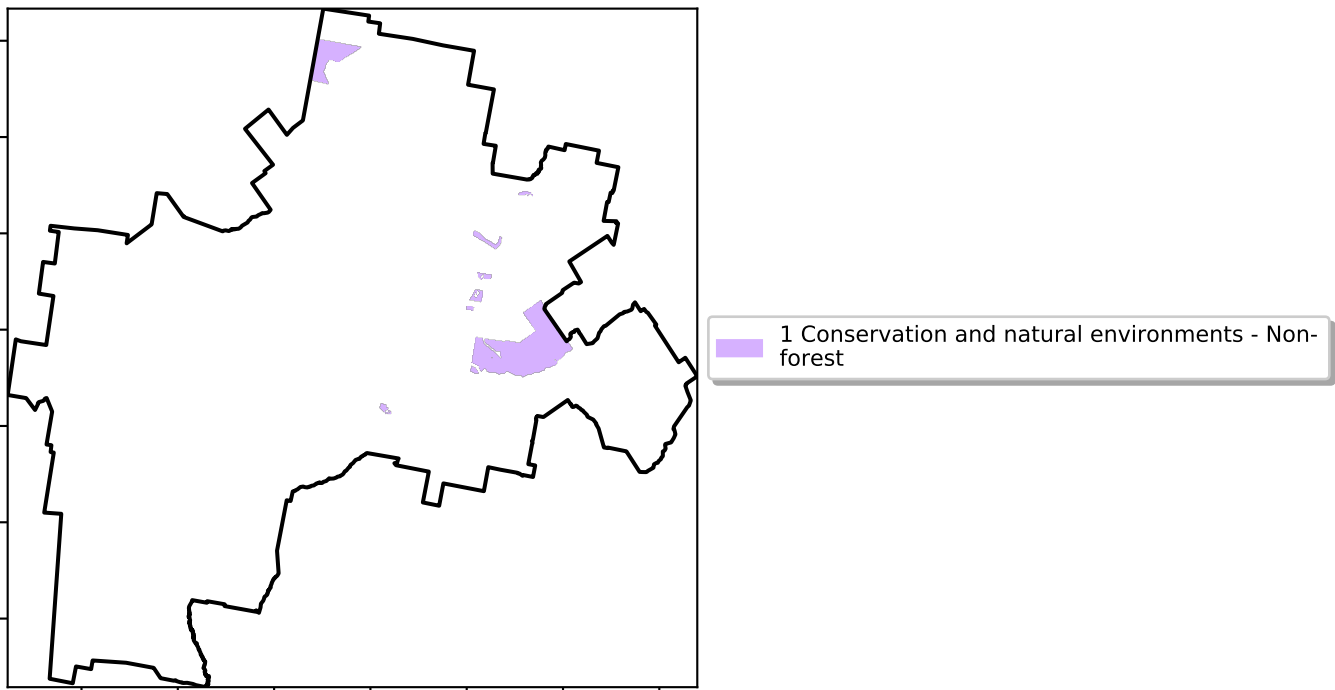 1 Conservation and natural environments - Non-
forest